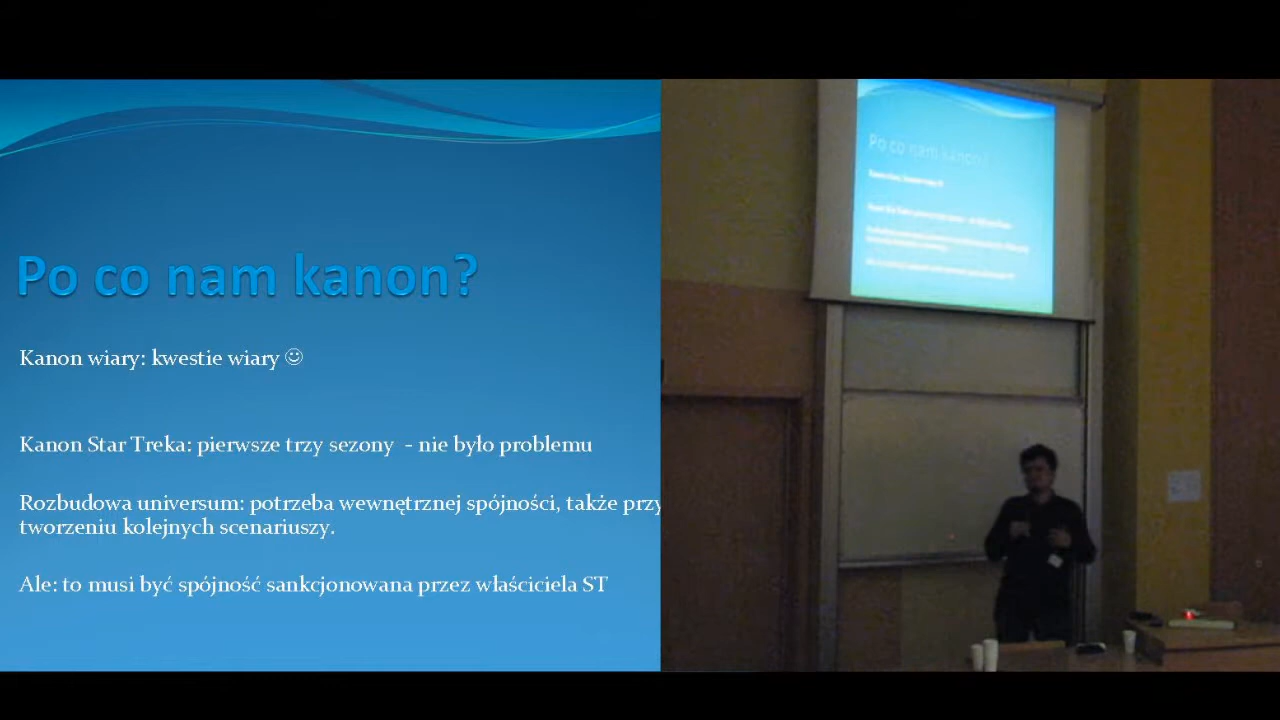 Po co nam kanon?
Kanon wiary: kwestie wiary ☺
Kanon Star Treka: pierwsze trzy sezony - nie było problemu
Rozbudowa universum: potrzeba wewnętrznej spójności, także przy
tworzeniu kolejnych scenariuszy.
Ale: to musi być spójność sankcjonowana przez właściciela ST
Po co nam kanon?